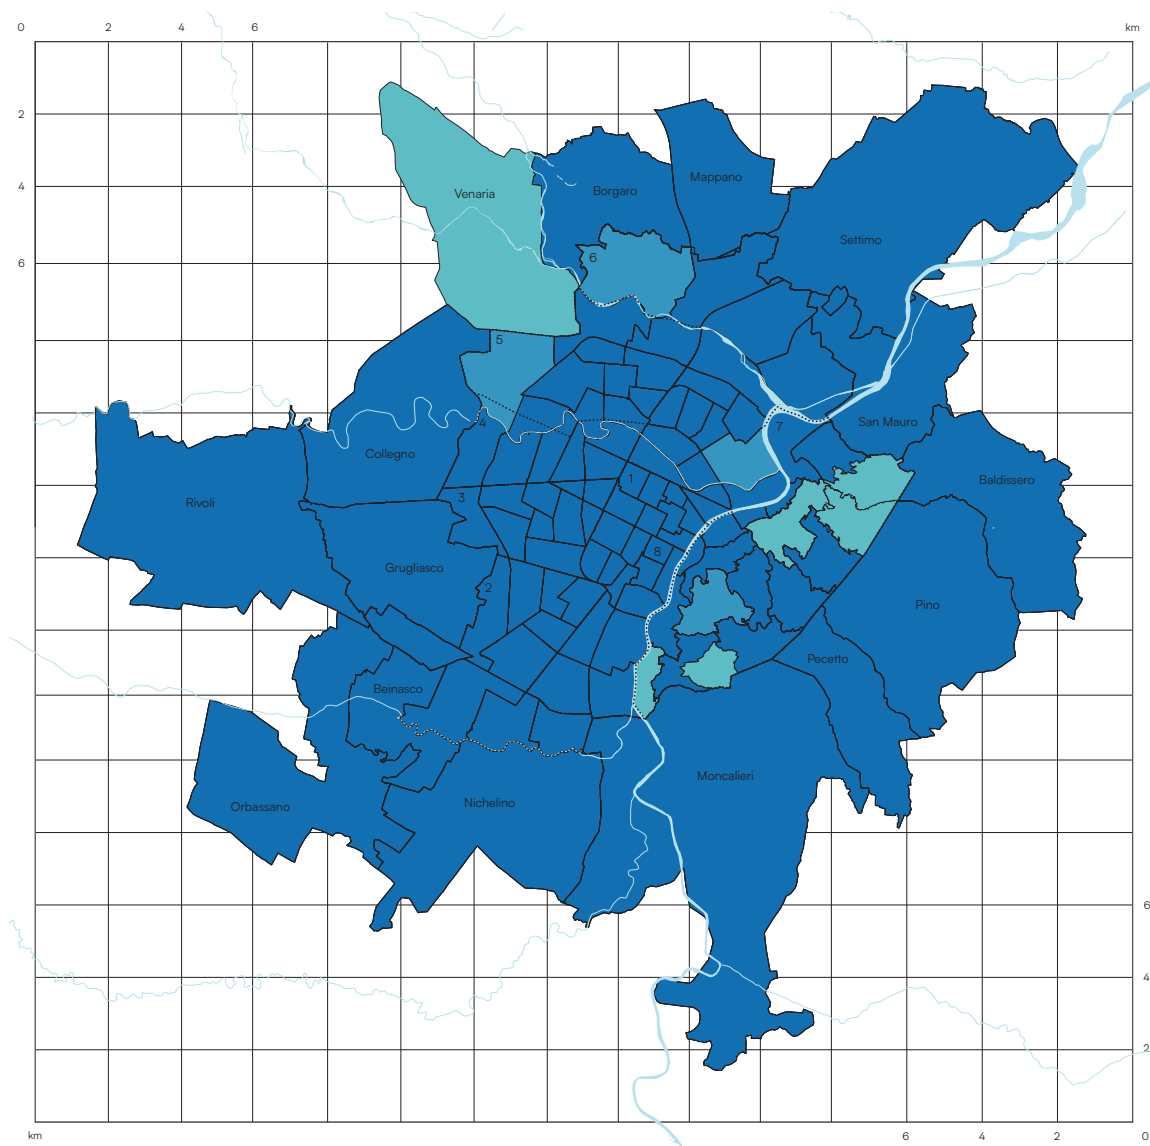 0 2 4 6 km
2
Mappano
4
Venaria
Borgaro
Settimo
6
6
5
4
7
San Mauro
Collegno
1
Baldissero
3
Rivoli
8
Grugliasco
2
Pino
Pecetto
Beinasco
Moncalieri
Nichelino
Orbassano
6
4
2
km 6 4 2 0